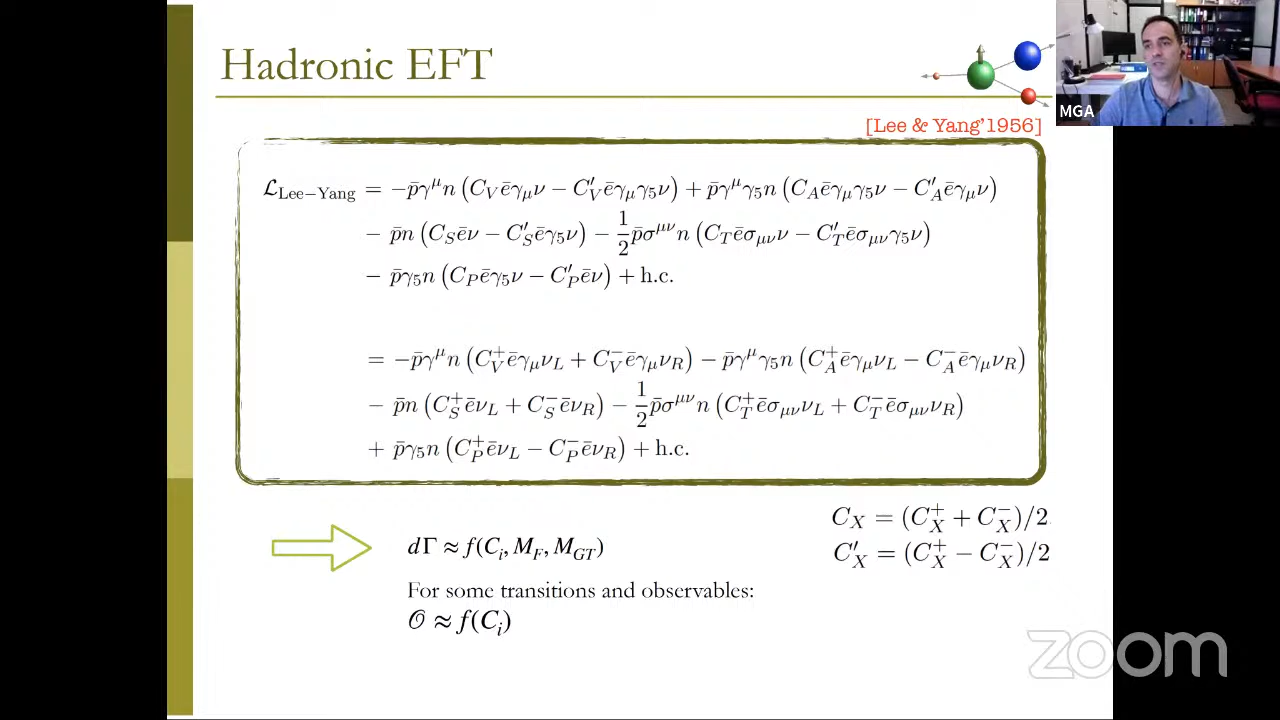 Hadronic EFT
MGA
[Lee & Yang'1956]
ℒ_Lee−Yang = −p̄γ^μ n (C_V ēγ_μ ν − C′_V ēγ_μ γ_5 ν) + p̄γ^μ γ_5 n (C_A ēγ_μ γ_5 ν − C′_A ēγ_μ ν)
− p̄n (C_S ēν − C′_S ēγ_5 ν) − 1/2 p̄σ^{μν} n (C_T ēσ_{μν} ν − C′_T ēσ_{μν} γ_5 ν)
− p̄γ_5 n (C_P ēγ_5 ν − C′_P ēν) + h.c.
= −p̄γ^μ n (C_V^+ ēγ_μ ν_L + C_V^− ēγ_μ ν_R) − p̄γ^μ γ_5 n (C_A^+ ēγ_μ ν_L − C_A^− ēγ_μ ν_R)
− p̄n (C_S^+ ēν_L + C_S^− ēν_R) − 1/2 p̄σ^{μν} n (C_T^+ ēσ_{μν} ν_L + C_T^− ēσ_{μν} ν_R)
+ p̄γ_5 n (C_P^+ ēν_L − C_P^− ēν_R) + h.c.
C_X = (C_X^+ + C_X^−)/2
C′_X = (C_X^+ − C_X^−)/2
dΓ ≈ f(C_i, M_F, M_GT)
For some transitions and observables:
𝒪 ≈ f(C_i)
zoom